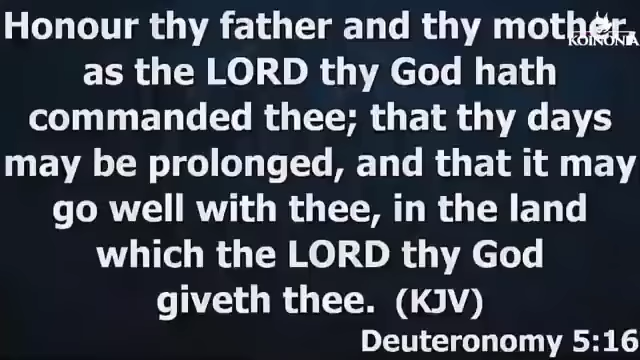 Honour thy father and thy mother,
KOINONIA
as the LORD thy God hath
commanded thee; that thy days
may be prolonged, and that it may
go well with thee, in the land
which the LORD thy God
giveth thee. (KJV)
Deuteronomy 5:16